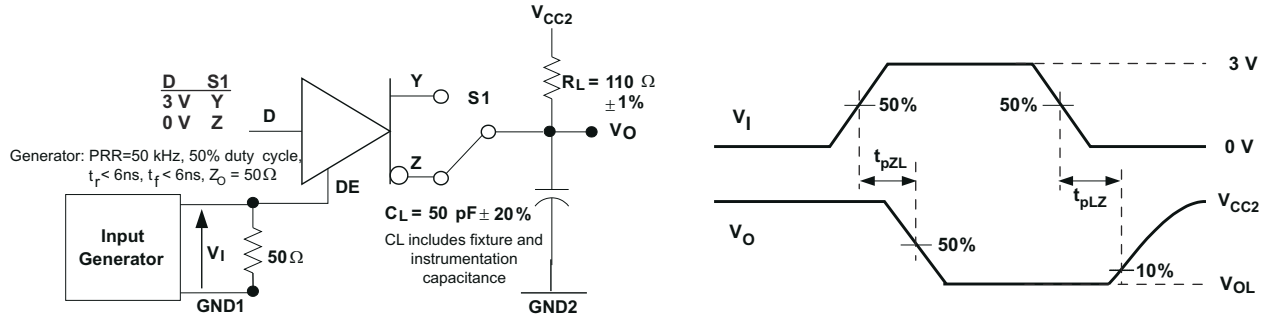 V_CC2
D S1
3 V Y
0 V Z
D
Y
S1
R_L = 110 Ω
±1%
V_O
Z
DE
Generator: PRR=50 kHz, 50% duty cycle,
t_r < 6ns, t_f < 6ns, Z_O = 50Ω
Input
Generator
V_I
50Ω
GND1
C_L = 50 pF ± 20%
CL includes fixture and
instrumentation
capacitance
GND2
3 V
V_I
50%
50%
0 V
t_pZL
t_pLZ
V_CC2
V_O
50%
10%
V_OL